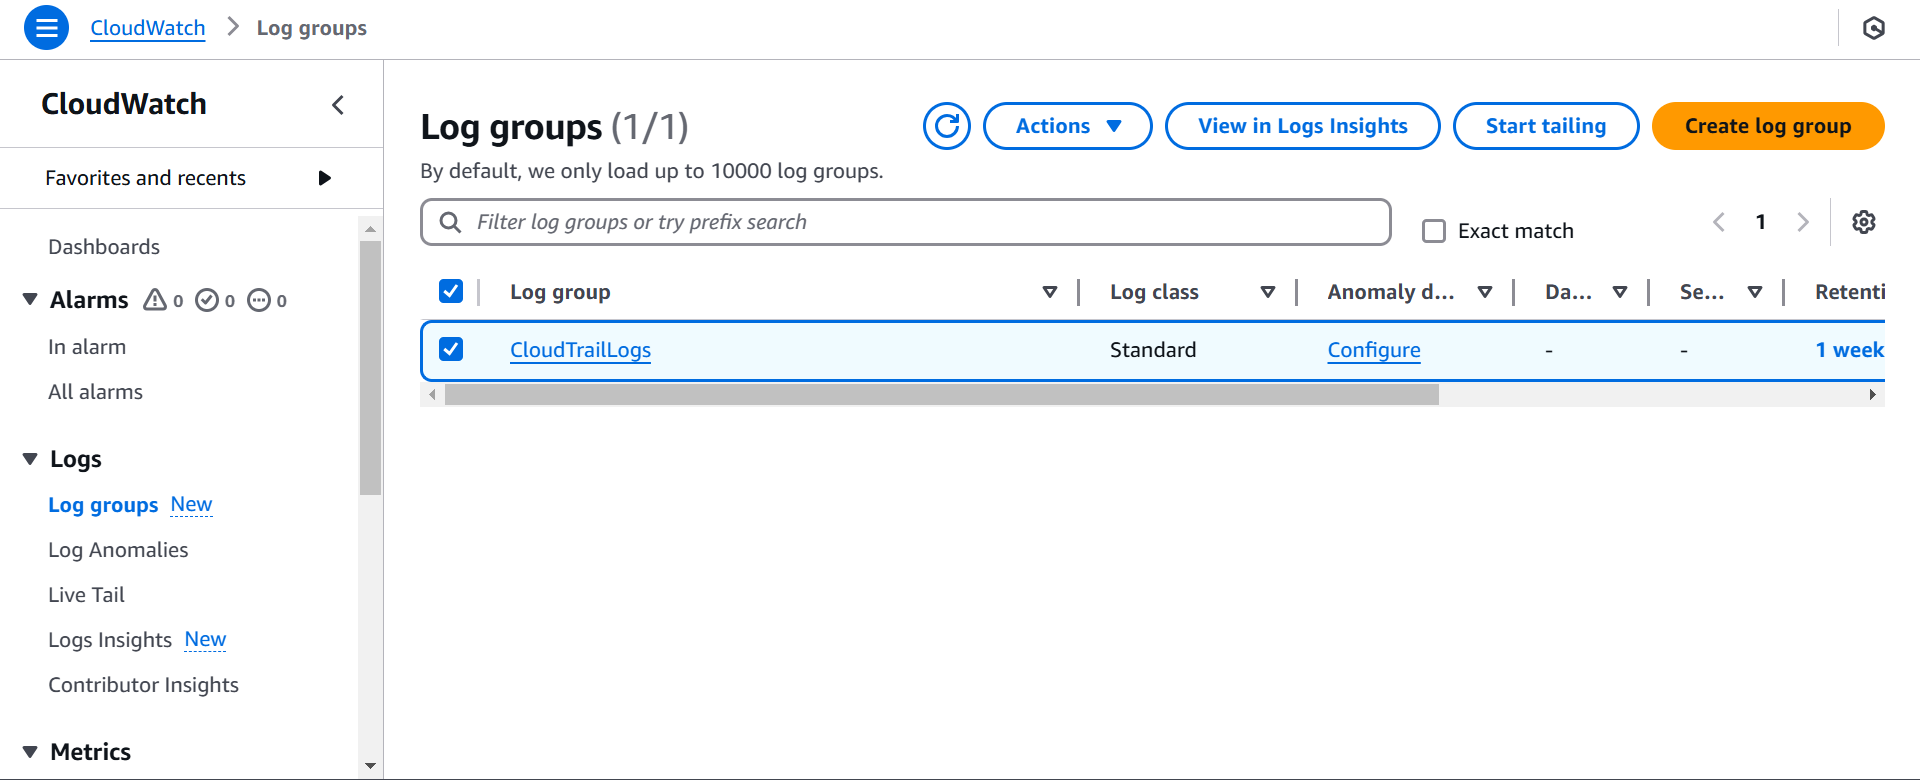 CloudWatch > Log groups
CloudWatch
Favorites and recents
Dashboards
Alarms 0 0 0
In alarm
All alarms
Logs
Log groups New
Log Anomalies
Live Tail
Logs Insights New
Contributor Insights
Metrics
Log groups (1/1)
Actions View in Logs Insights Start tailing Create log group
By default, we only load up to 10000 log groups.
Filter log groups or try prefix search
Exact match 1
Log group Log class Anomaly d... Da... Se... Retenti
CloudTrailLogs Standard Configure - - 1 week